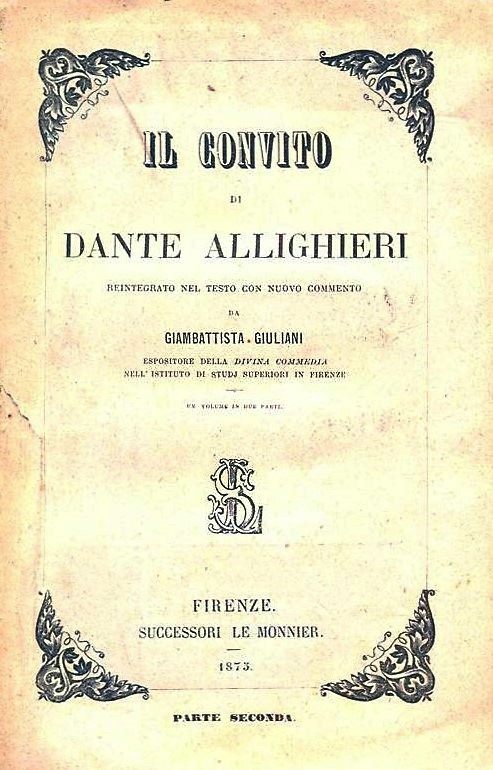 IL CONVITO
DI
DANTE ALLIGHIERI
REINTEGRATO NEL TESTO CON NUOVO COMMENTO
DA
GIAMBATTISTA GIULIANI
ESPOSITORE DELLA DIVINA COMMEDIA
NELL' ISTITUTO DI STUDJ SUPERIORI IN FIRENZE
UN VOLUME IN DUE PARTI.
FIRENZE.
SUCCESSORI LE MONNIER.
1875.
PARTE SECONDA.